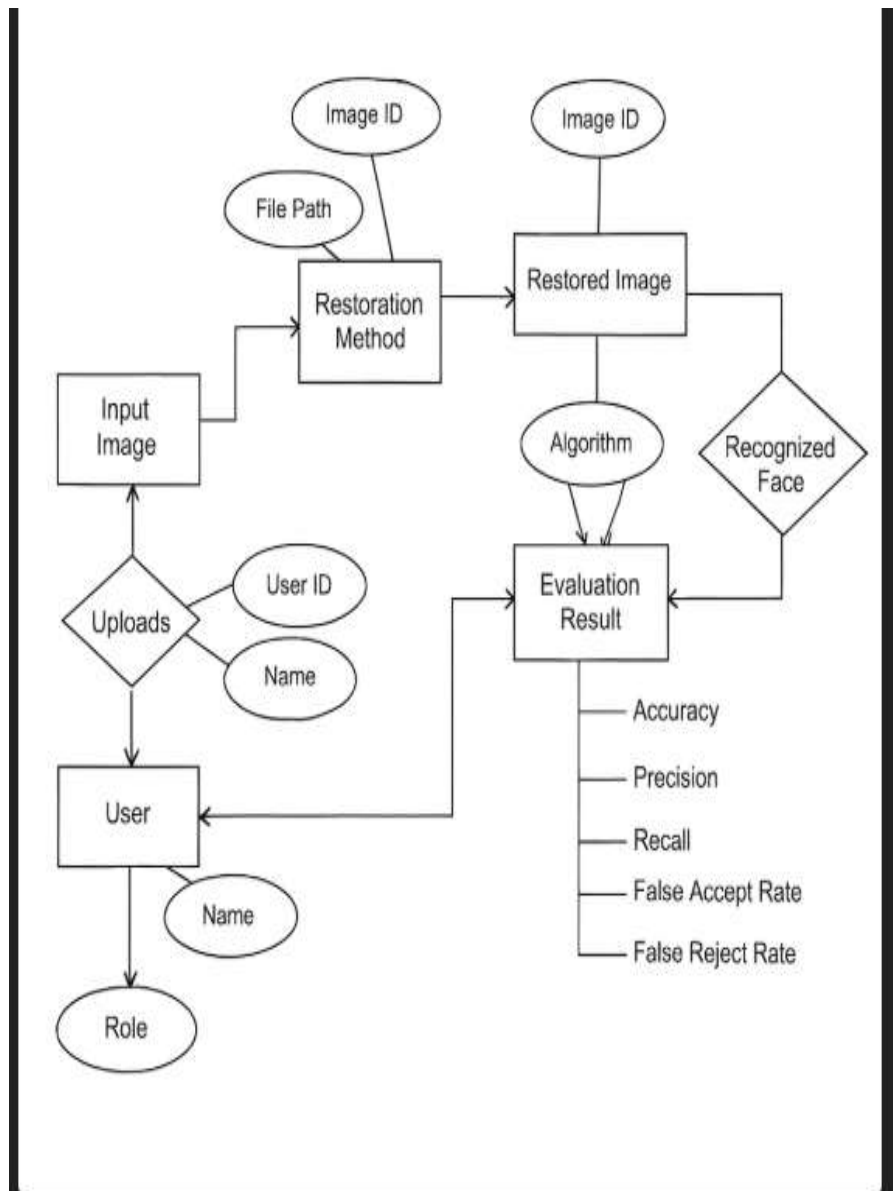 Image ID
Image ID
File Path
Restoration
Method
Restored Image
Input
Image
Algorithm
Recognized
Face
Uploads
User ID
Name
Evaluation
Result
User
Name
Role
Accuracy
Precision
Recall
False Accept Rate
False Reject Rate